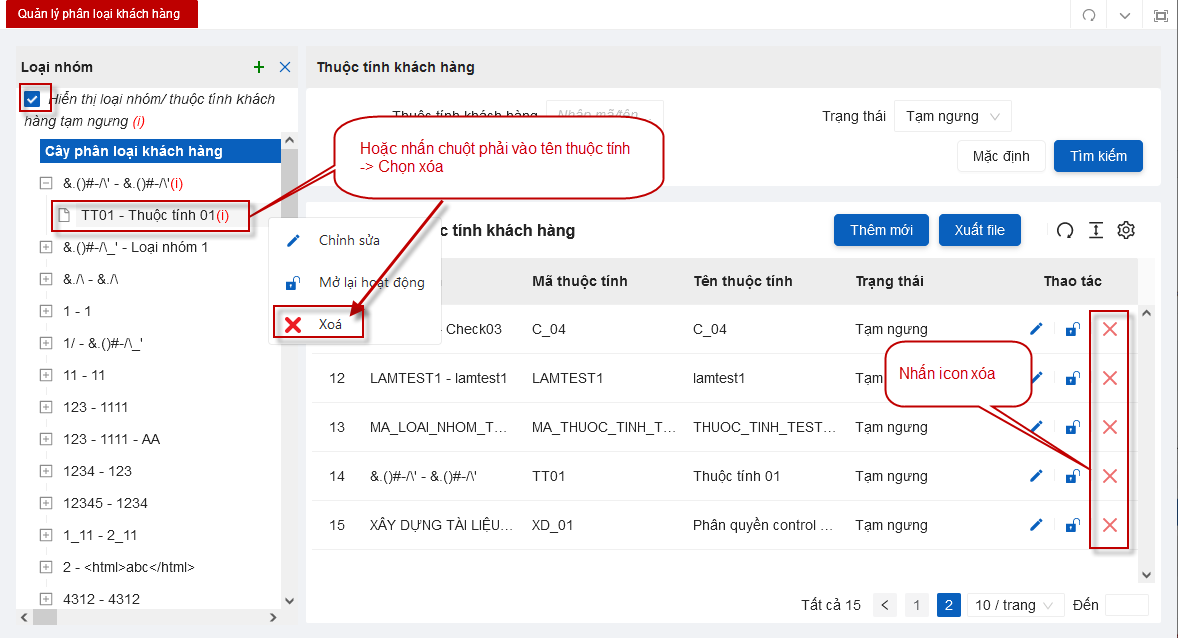 Quản lý phân loại khách hàng
Loại nhóm
Hiển thị loại nhóm/ thuộc tính khách
hàng tạm ngưng (i)
Cây phân loại khách hàng
&.()#-/\' - &.()#-/\'(i)
TT01 - Thuộc tính 01(i)
&.()#-/\_' - Loại nhóm 1
&./\ - &./\
1 - 1
1/ - &.()#-/\_'
11 - 11
123 - 1111
123 - 1111 - AA
1234 - 123
12345 - 1234
1_11 - 2_11
2 - <html>abc</html>
4312 - 4312
Chỉnh sửa
Mở lại hoạt động
Xoá
Hoặc nhấn chuột phải vào tên thuộc tính
-> Chọn xóa
Thuộc tính khách hàng
Thuộc tính khách hàng Nhập mã/tên
Trạng thái Tạm ngưng
Mặc định Tìm kiếm
tính khách hàng Thêm mới Xuất file
Mã thuộc tính Tên thuộc tính Trạng thái Thao tác
- Check03 C_04 C_04 Tạm ngưng
12 LAMTEST1 - lamtest1 LAMTEST1 lamtest1 Tạm
13 MA_LOAI_NHOM_T... MA_THUOC_TINH_T... THUOC_TINH_TEST... Tạm ngưng
14 &.()#-/\' - &.()#-/\' TT01 Thuộc tính 01 Tạm ngưng
15 XÂY DỰNG TÀI LIỆU... XD_01 Phân quyền control ... Tạm ngưng
Nhấn icon xóa
Tất cả 15 < 1 2 10 / trang Đến